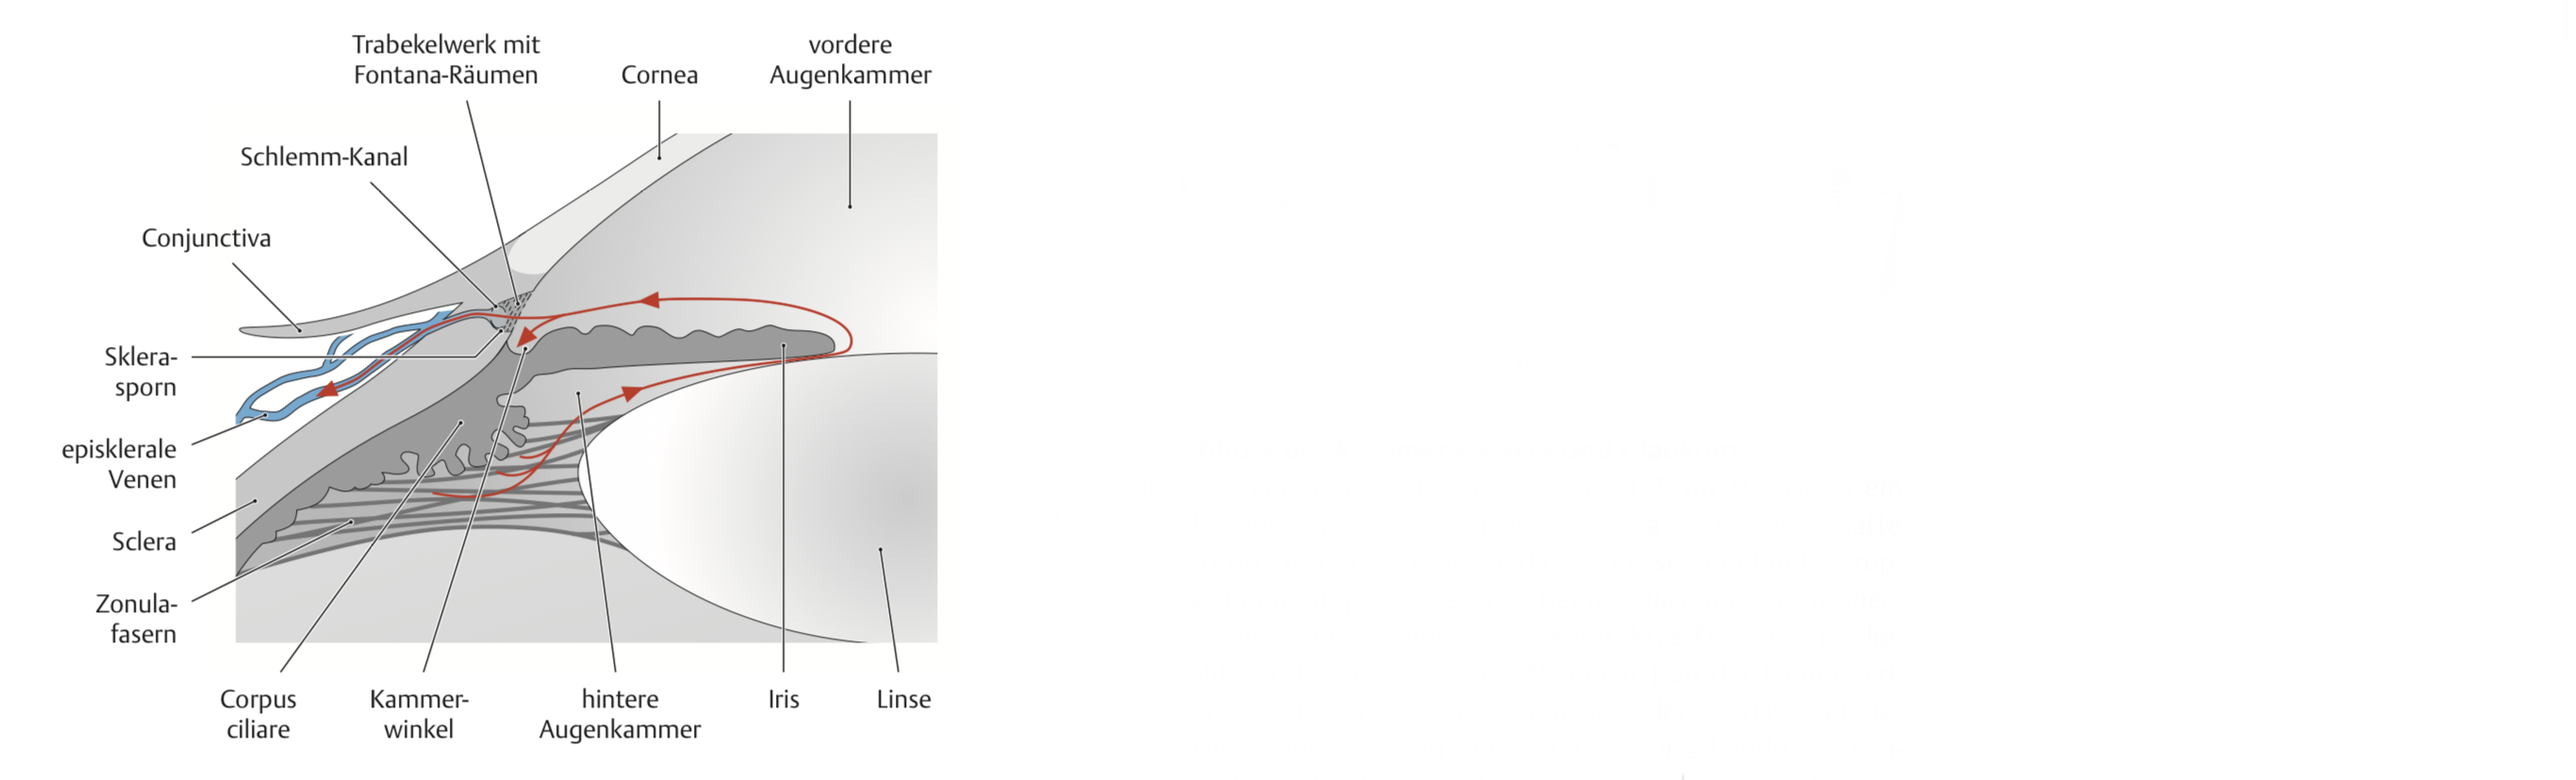 Trabekelwerk mit
Fontana-Räumen
Cornea
vordere
Augenkammer
Schlemm-Kanal
Conjunctiva
Sklera-
sporn
episklerale
Venen
Sclera
Zonula-
fasern
Corpus
ciliare
Kammer-
winkel
hintere
Augenkammer
Iris
Linse